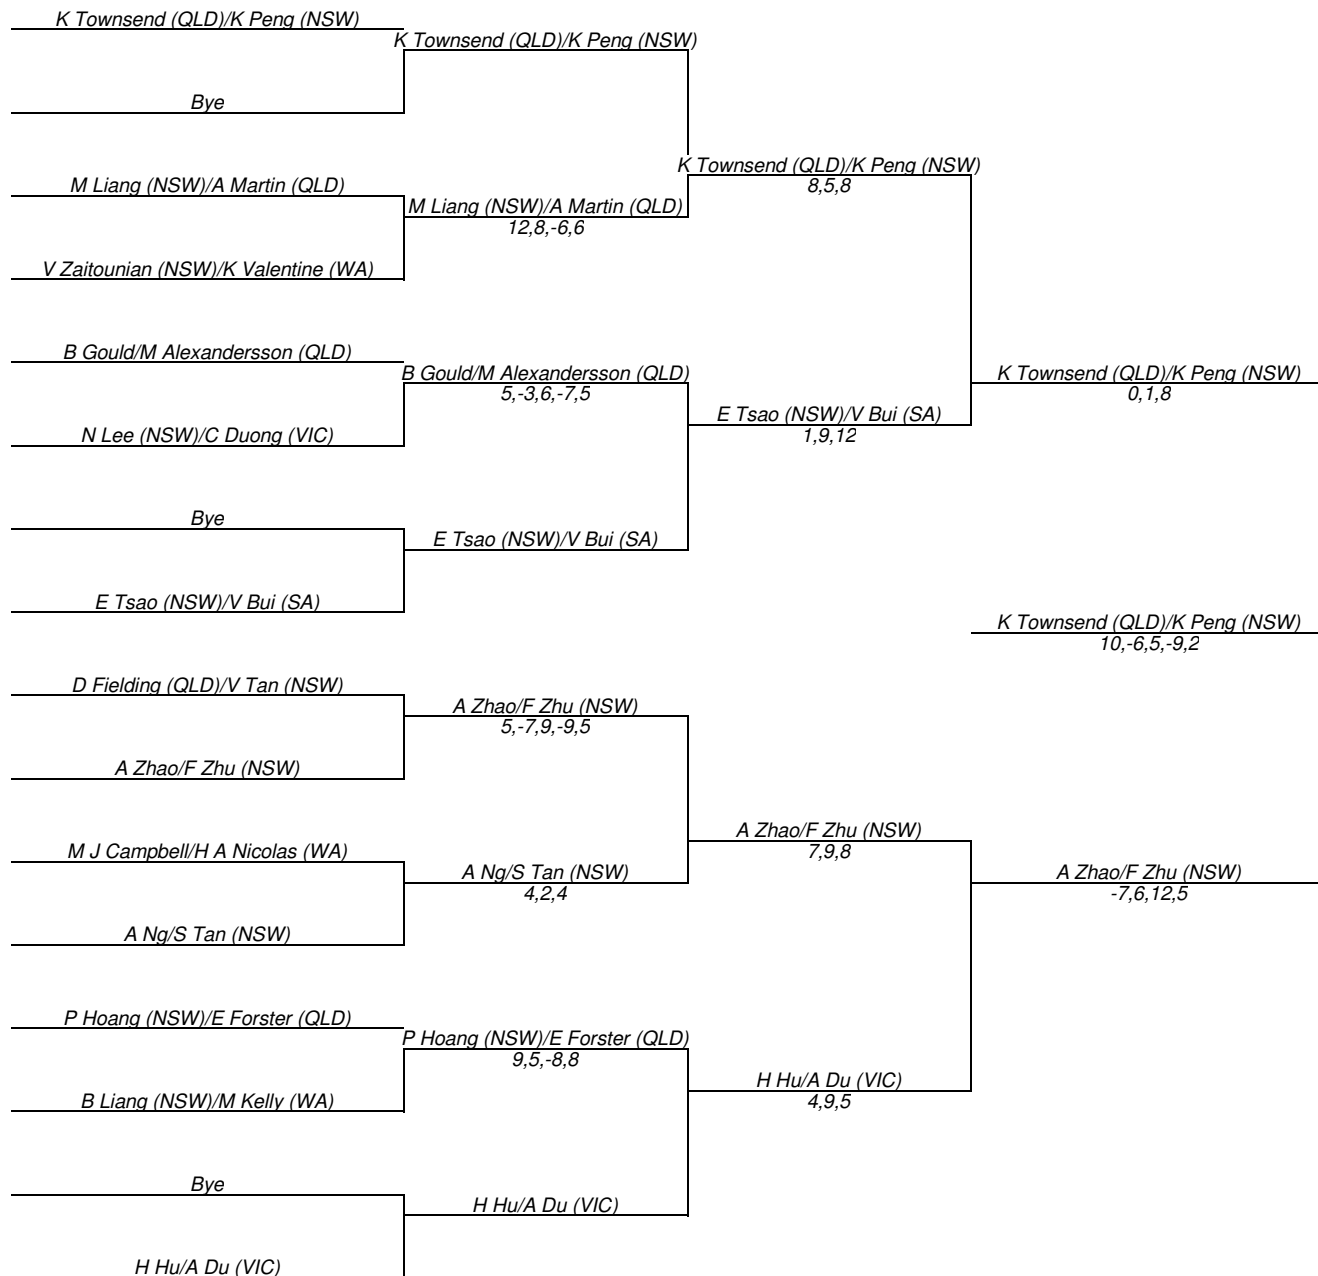 K Townsend (QLD)/K Peng (NSW)
K Townsend (QLD)/K Peng (NSW)
Bye
K Townsend (QLD)/K Peng (NSW)
8,5,8
M Liang (NSW)/A Martin (QLD)
M Liang (NSW)/A Martin (QLD)
12,8,-6,6
V Zaitounian (NSW)/K Valentine (WA)
B Gould/M Alexandersson (QLD)
B Gould/M Alexandersson (QLD)
5,-3,6,-7,5
K Townsend (QLD)/K Peng (NSW)
0,1,8
E Tsao (NSW)/V Bui (SA)
1,9,12
N Lee (NSW)/C Duong (VIC)
Bye
E Tsao (NSW)/V Bui (SA)
E Tsao (NSW)/V Bui (SA)
K Townsend (QLD)/K Peng (NSW)
10,-6,5,-9,2
D Fielding (QLD)/V Tan (NSW)
A Zhao/F Zhu (NSW)
5,-7,9,-9,5
A Zhao/F Zhu (NSW)
A Zhao/F Zhu (NSW)
7,9,8
M J Campbell/H A Nicolas (WA)
A Ng/S Tan (NSW)
4,2,4
A Zhao/F Zhu (NSW)
-7,6,12,5
A Ng/S Tan (NSW)
P Hoang (NSW)/E Forster (QLD)
P Hoang (NSW)/E Forster (QLD)
9,5,-8,8
H Hu/A Du (VIC)
4,9,5
B Liang (NSW)/M Kelly (WA)
Bye
H Hu/A Du (VIC)
H Hu/A Du (VIC)